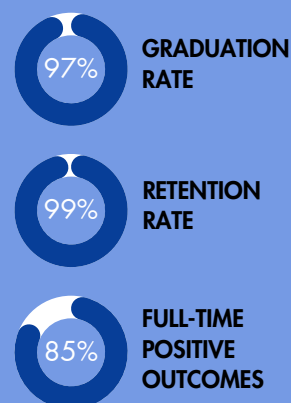 97%
GRADUATION
RATE
99%
RETENTION
RATE
85%
FULL-TIME
POSITIVE
OUTCOMES